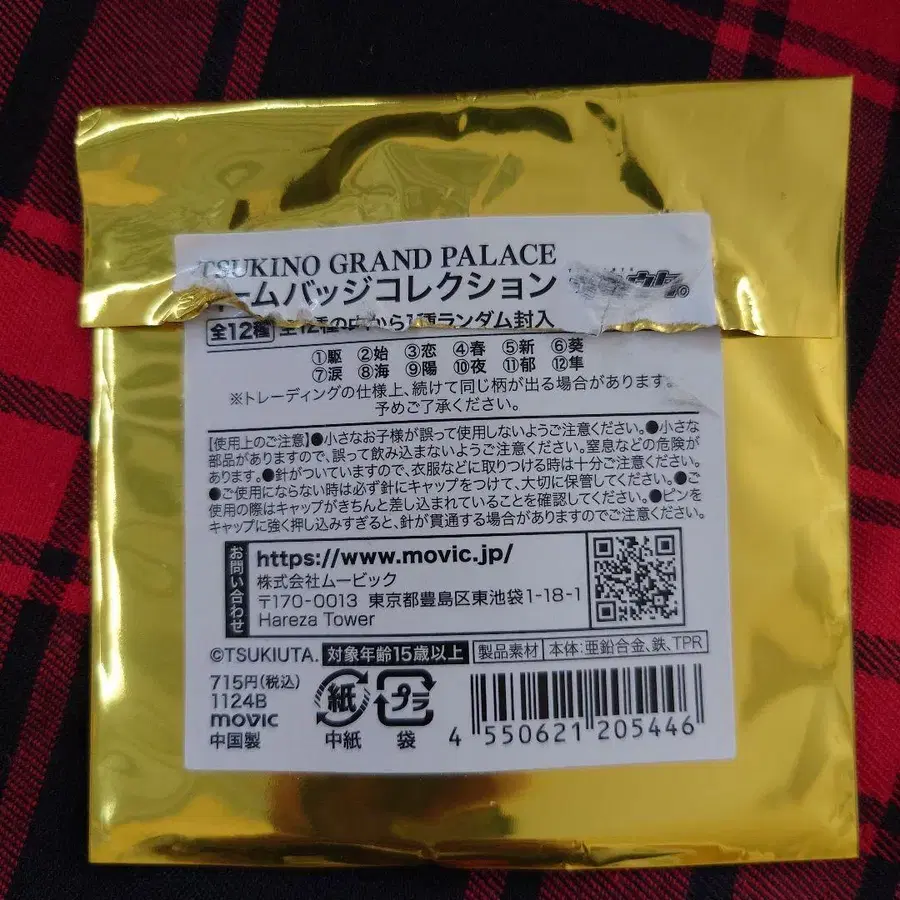 TSUKINO GRAND PALACE
ームバッジコレクション
全12種 全12種の中から1種ランダム封入
①駆 ②始 ③恋 ④春 ⑤新 ⑥葵
⑦涙 ⑧海 ⑨陽 ⑩夜 ⑪郁 ⑫隼
※トレーディングの仕様上、続けて同じ柄が出る場合があります。
予めご了承ください。
【使用上のご注意】●小さなお子様が誤って使用しないようご注意ください。●小さな
部品がありますので、誤って飲み込まないようご注意ください。窒息などの危険が
あります。●針がついていますので、衣服などに取りつける時は十分ご注意ください。
●ご使用にならない時は必ず針にキャップをつけて、大切に保管してください。●ご
使用の際はキャップがきちんと差し込まれていることを確認してください。●ピンを
キャップに強く押し込みすぎると、針が貫通する場合がありますのでご注意ください。
お問い合わせ
https://www.movic.jp/
株式会社ムービック
〒170-0013 東京都豊島区東池袋1-18-1
Hareza Tower
©TSUKIUTA. 対象年齢15歳以上 製品素材 本体:亜鉛合金、鉄、TPR
715円(税込)
1124B
movic
中国製
紙
中紙
プラ
袋
4 550621 205446